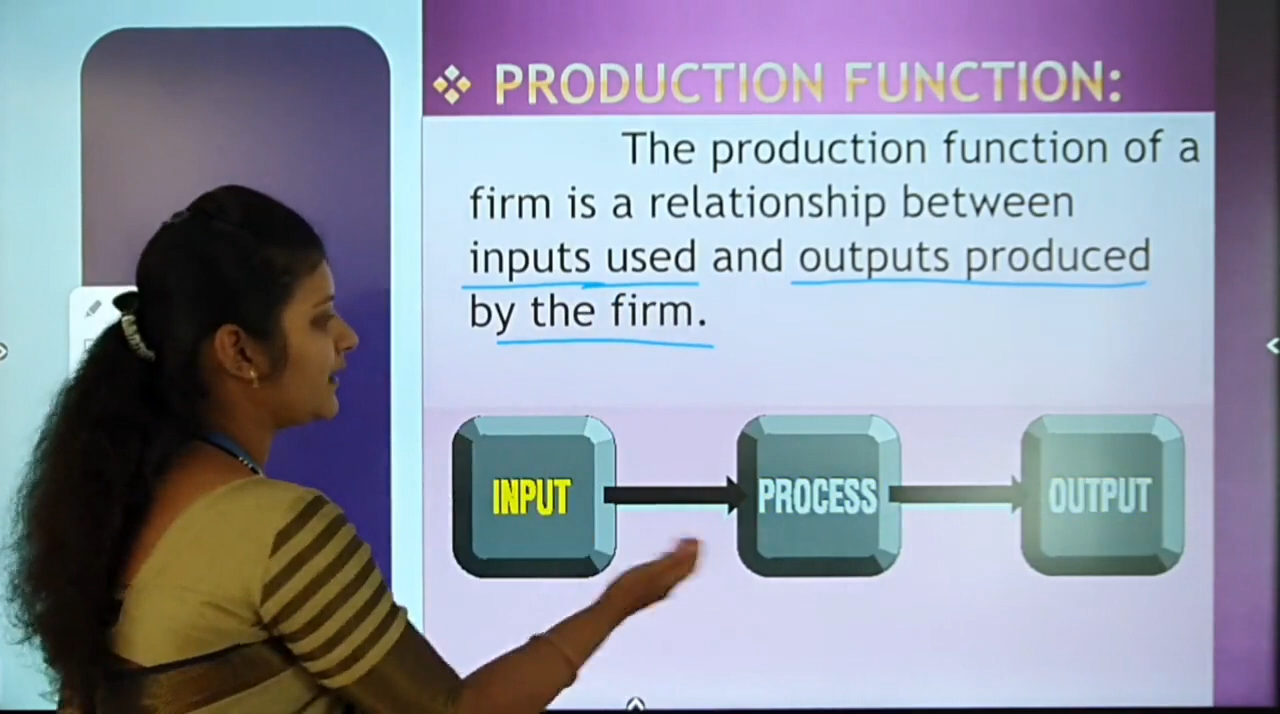 PRODUCTION FUNCTION:
The production function of a
firm is a relationship between
inputs used and outputs produced
by the firm.
INPUT
PROCESS
OUTPUT